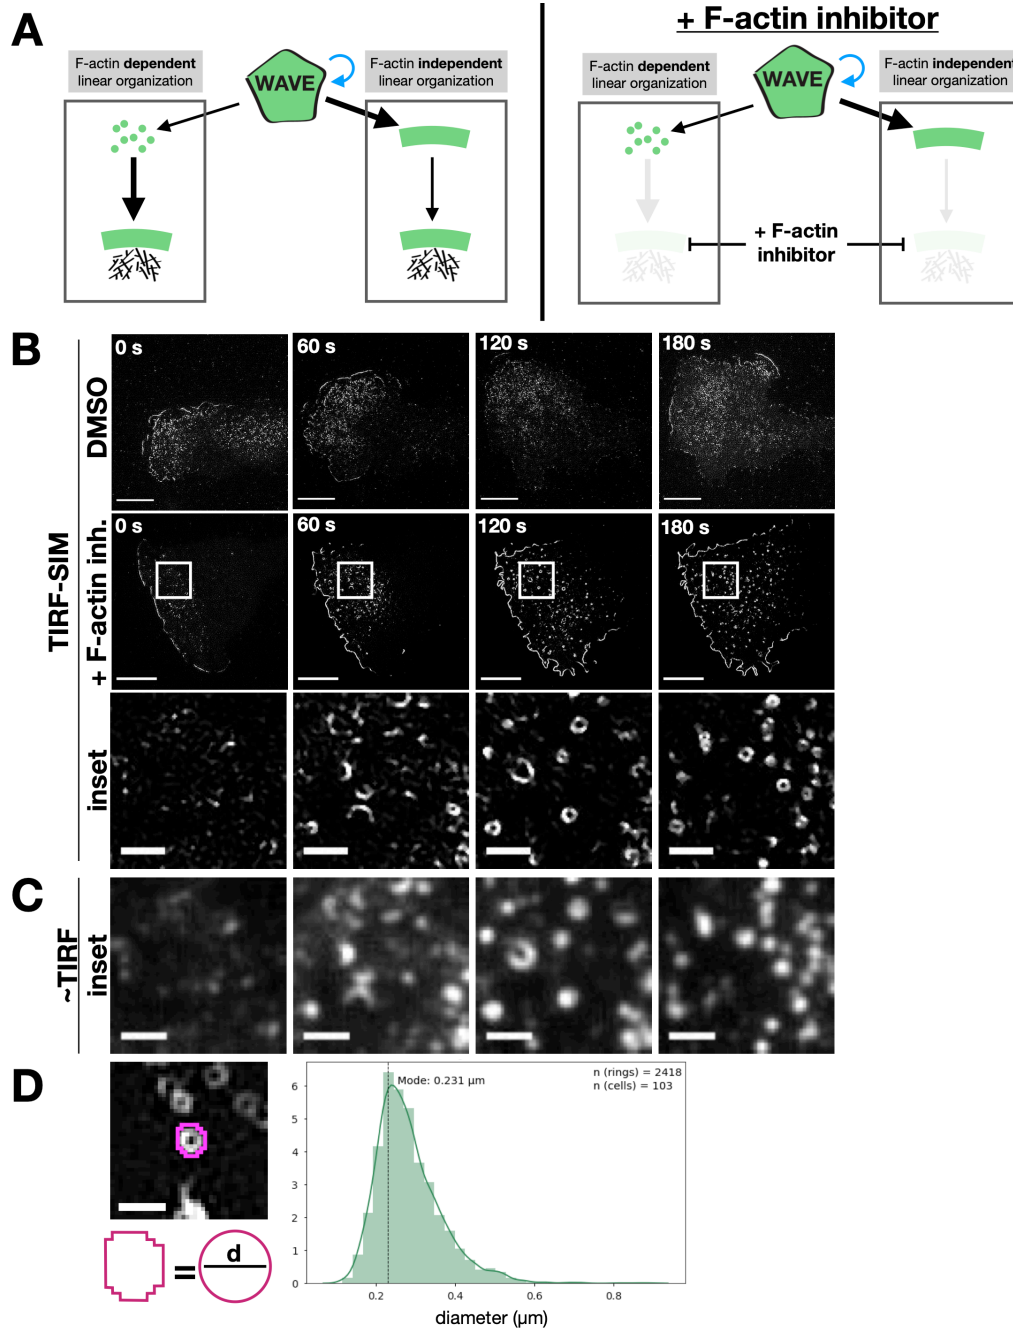 A
+ F-actin inhibitor
F-actin dependent
linear organization
WAVE
F-actin independent
linear organization
F-actin dependent
linear organization
WAVE
F-actin independent
linear organization
+ F-actin
inhibitor
B
TIRF-SIM
DMSO
0 s
60 s
120 s
180 s
+ F-actin inh.
0 s
60 s
120 s
180 s
inset
C
~TIRF
inset
D
d
=
Mode: 0.231 µm
n (rings) = 2418
n (cells) = 103
6
5
4
3
2
1
0
0.2
0.4
0.6
0.8
diameter (µm)